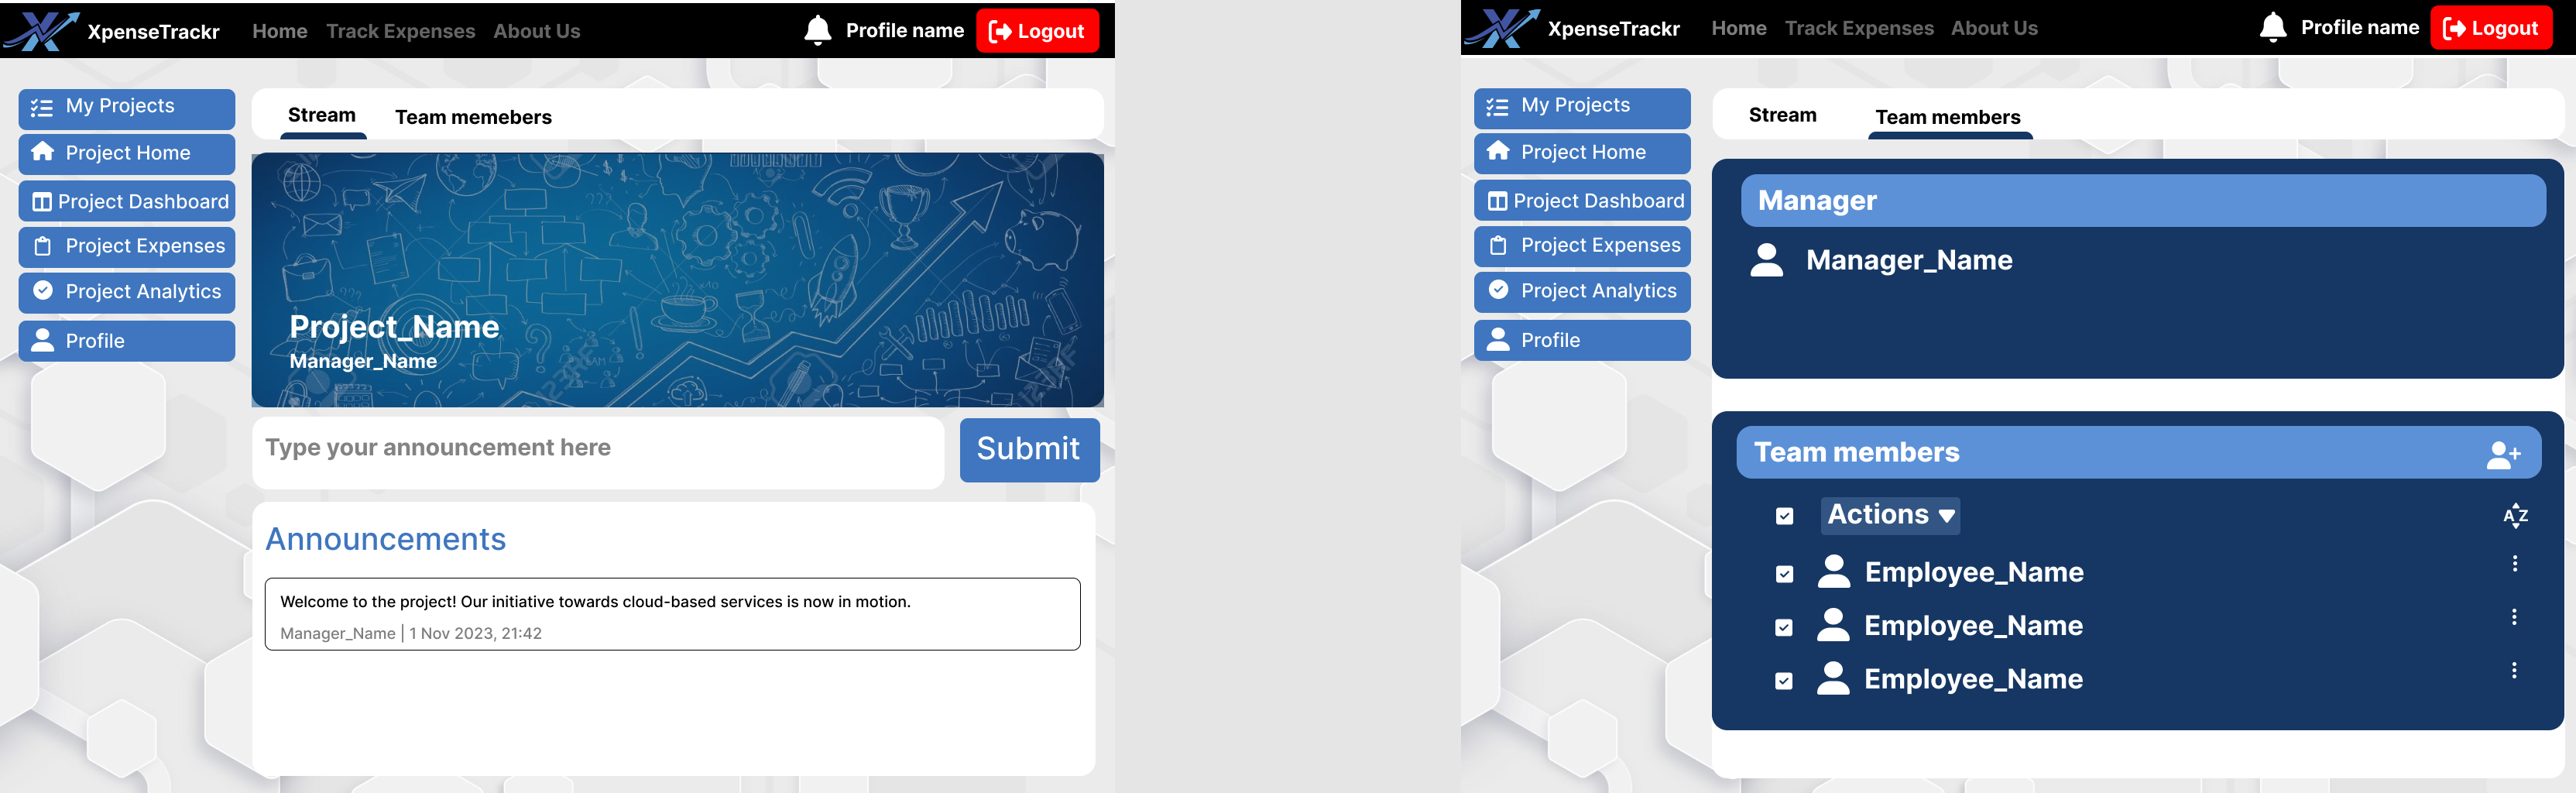 XpenseTrackr Home Track Expenses About Us Profile name Logout
My Projects
Project Home
Project Dashboard
Project Expenses
Project Analytics
Profile
Stream Team memebers
Project_Name
Manager_Name
Type your announcement here Submit
Announcements
Welcome to the project! Our initiative towards cloud-based services is now in motion.
Manager_Name | 1 Nov 2023, 21:42
XpenseTrackr Home Track Expenses About Us Profile name Logout
My Projects
Project Home
Project Dashboard
Project Expenses
Project Analytics
Profile
Stream Team members
Manager
Manager_Name
Team members
Actions AZ
Employee_Name
Employee_Name
Employee_Name